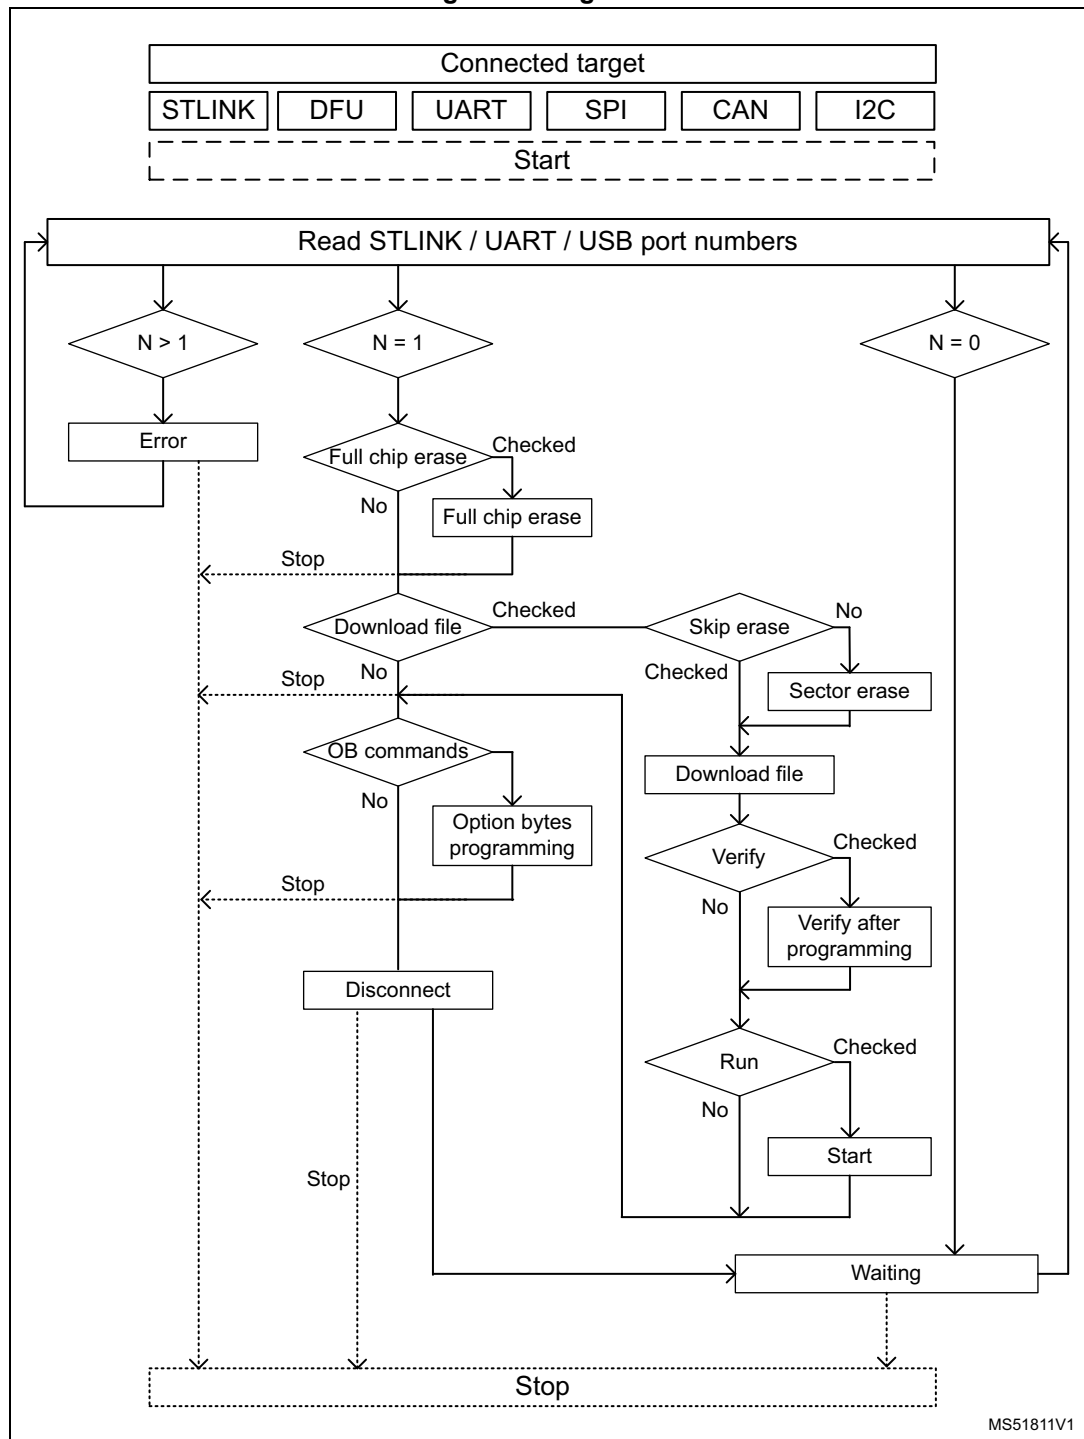 Connected target
STLINK DFU UART SPI CAN I2C
Start
Read STLINK / UART / USB port numbers
N > 1
N = 1
N = 0
Error
Full chip erase
Checked
No
Full chip erase
Stop
Download file
Checked
Skip erase
No
No
Checked
Stop
Sector erase
OB commands
Download file
No
Option bytes
programming
Verify
Checked
Stop
No
Verify after
programming
Disconnect
Run
Checked
No
Start
Stop
Waiting
Stop
MS51811V1